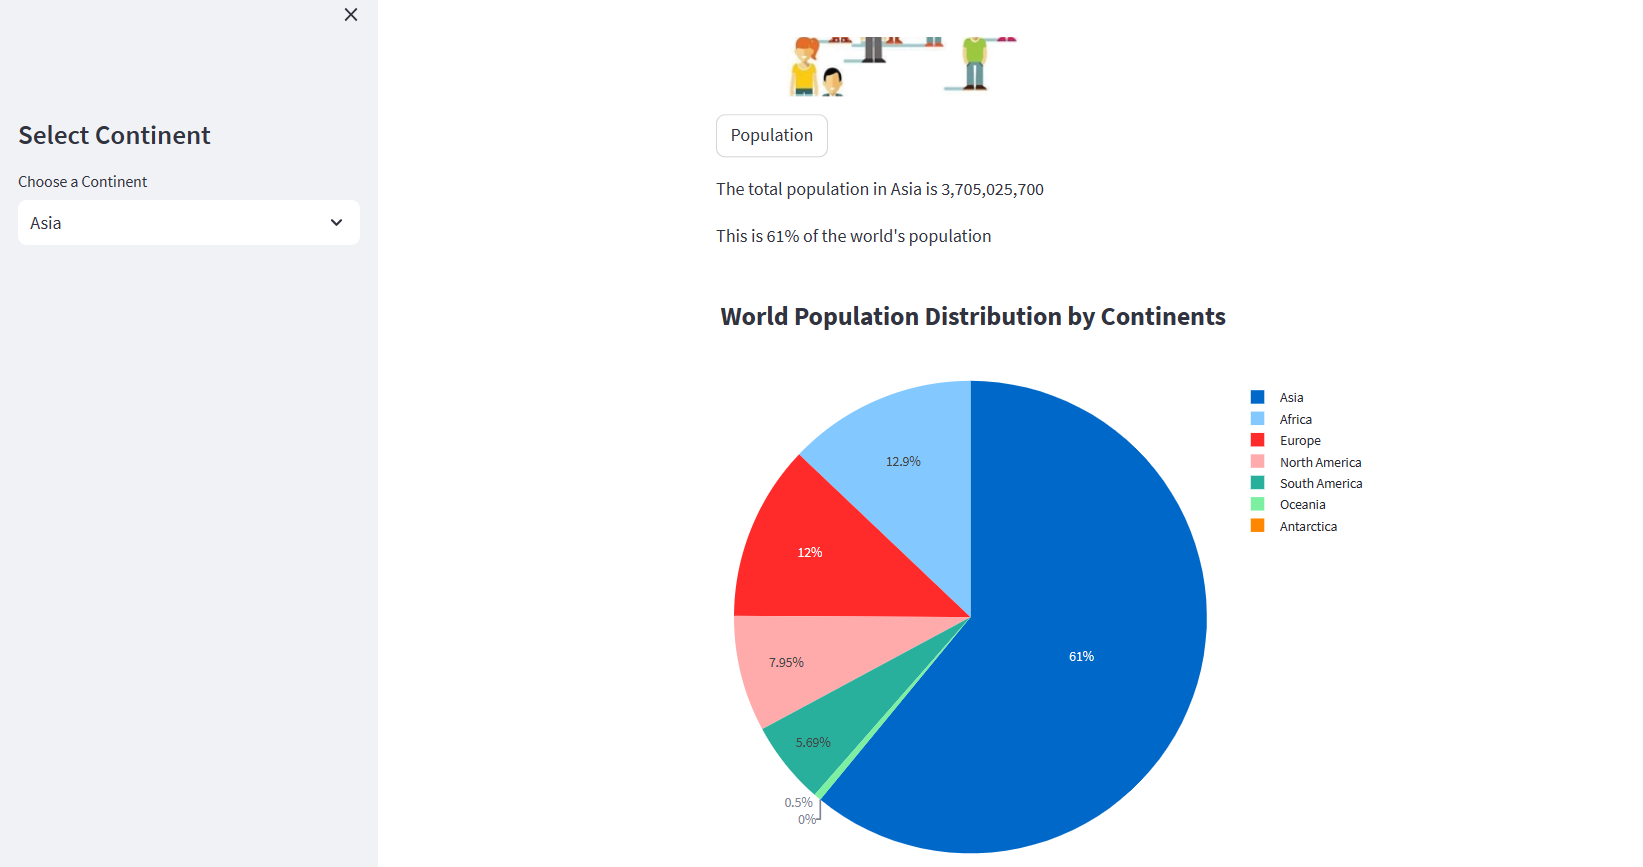 Select Continent
Choose a Continent
Asia
Population
The total population in Asia is 3,705,025,700
This is 61% of the world's population
World Population Distribution by Continents
Asia
Africa
Europe
North America
South America
Oceania
Antarctica
12.9%
12%
61%
7.95%
5.69%
0.5%
0%